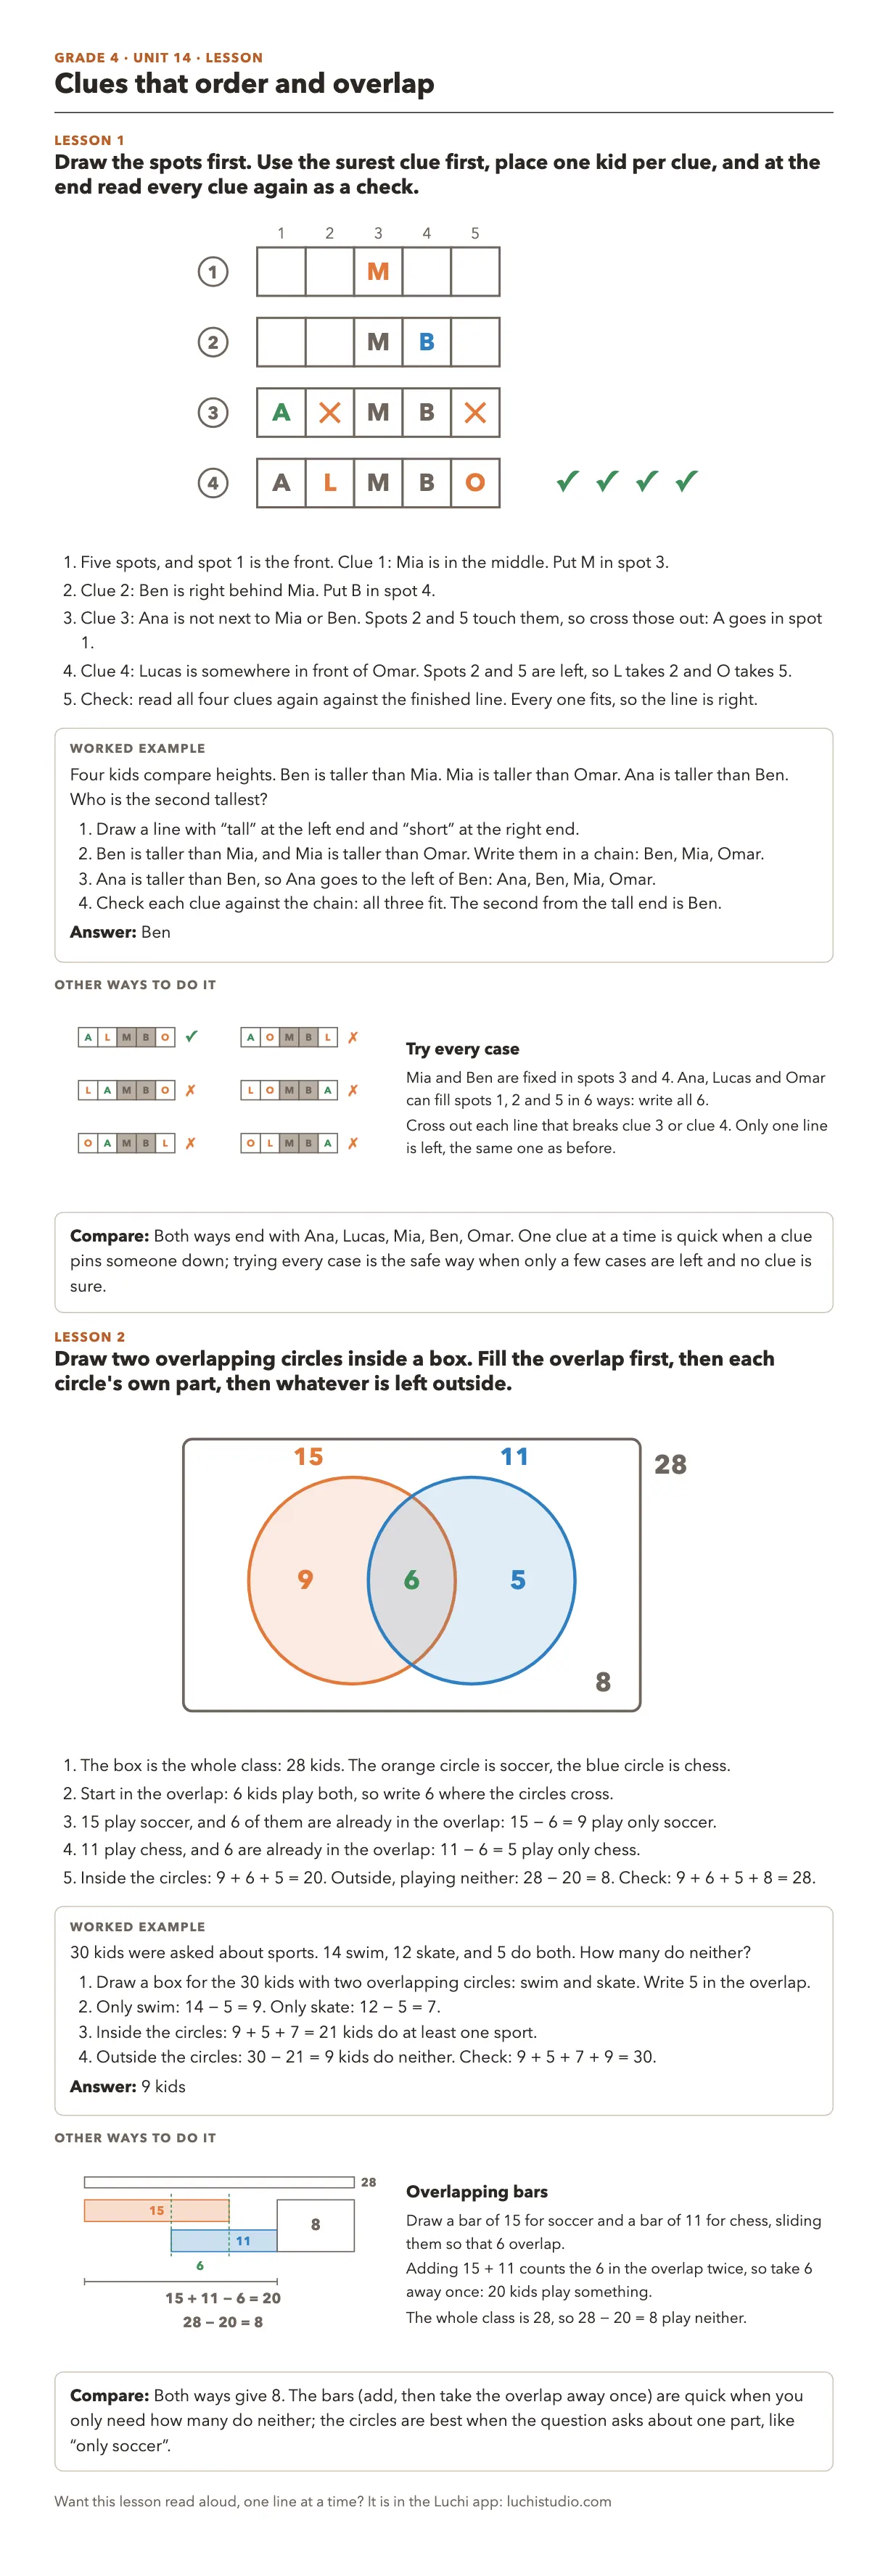 GRADE 4 · UNIT 14 · LESSON
Clues that order and overlap
LESSON 1
Draw the spots first. Use the surest clue first, place one kid per clue, and at the
end read every clue again as a check.
1 2 3 4 5
1 M
2 M B
3 A ✕ M B ✕
4 A L M B O ✓ ✓ ✓ ✓
1. Five spots, and spot 1 is the front. Clue 1: Mia is in the middle. Put M in spot 3.
2. Clue 2: Ben is right behind Mia. Put B in spot 4.
3. Clue 3: Ana is not next to Mia or Ben. Spots 2 and 5 touch them, so cross those out: A goes in spot
1.
4. Clue 4: Lucas is somewhere in front of Omar. Spots 2 and 5 are left, so L takes 2 and O takes 5.
5. Check: read all four clues again against the finished line. Every one fits, so the line is right.
WORKED EXAMPLE
Four kids compare heights. Ben is taller than Mia. Mia is taller than Omar. Ana is taller than Ben.
Who is the second tallest?
1. Draw a line with “tall” at the left end and “short” at the right end.
2. Ben is taller than Mia, and Mia is taller than Omar. Write them in a chain: Ben, Mia, Omar.
3. Ana is taller than Ben, so Ana goes to the left of Ben: Ana, Ben, Mia, Omar.
4. Check each clue against the chain: all three fit. The second from the tall end is Ben.
Answer: Ben
OTHER WAYS TO DO IT
A L M B O ✓ A O M B L ✗
L A M B O ✗ L O M B A ✗
O A M B L ✗ O L M B A ✗
Try every case
Mia and Ben are fixed in spots 3 and 4. Ana, Lucas and Omar
can fill spots 1, 2 and 5 in 6 ways: write all 6.
Cross out each line that breaks clue 3 or clue 4. Only one line
is left, the same one as before.
Compare: Both ways end with Ana, Lucas, Mia, Ben, Omar. One clue at a time is quick when a clue
pins someone down; trying every case is the safe way when only a few cases are left and no clue is
sure.
LESSON 2
Draw two overlapping circles inside a box. Fill the overlap first, then each
circle's own part, then whatever is left outside.
15 11 28
9 6 5
8
1. The box is the whole class: 28 kids. The orange circle is soccer, the blue circle is chess.
2. Start in the overlap: 6 kids play both, so write 6 where the circles cross.
3. 15 play soccer, and 6 of them are already in the overlap: 15 − 6 = 9 play only soccer.
4. 11 play chess, and 6 are already in the overlap: 11 − 6 = 5 play only chess.
5. Inside the circles: 9 + 6 + 5 = 20. Outside, playing neither: 28 − 20 = 8. Check: 9 + 6 + 5 + 8 = 28.
WORKED EXAMPLE
30 kids were asked about sports. 14 swim, 12 skate, and 5 do both. How many do neither?
1. Draw a box for the 30 kids with two overlapping circles: swim and skate. Write 5 in the overlap.
2. Only swim: 14 − 5 = 9. Only skate: 12 − 5 = 7.
3. Inside the circles: 9 + 5 + 7 = 21 kids do at least one sport.
4. Outside the circles: 30 − 21 = 9 kids do neither. Check: 9 + 5 + 7 + 9 = 30.
Answer: 9 kids
OTHER WAYS TO DO IT
28
15
8
11
6
15 + 11 − 6 = 20
28 − 20 = 8
Overlapping bars
Draw a bar of 15 for soccer and a bar of 11 for chess, sliding
them so that 6 overlap.
Adding 15 + 11 counts the 6 in the overlap twice, so take 6
away once: 20 kids play something.
The whole class is 28, so 28 − 20 = 8 play neither.
Compare: Both ways give 8. The bars (add, then take the overlap away once) are quick when you
only need how many do neither; the circles are best when the question asks about one part, like
“only soccer”.
Want this lesson read aloud, one line at a time? It is in the Luchi app: luchistudio.com